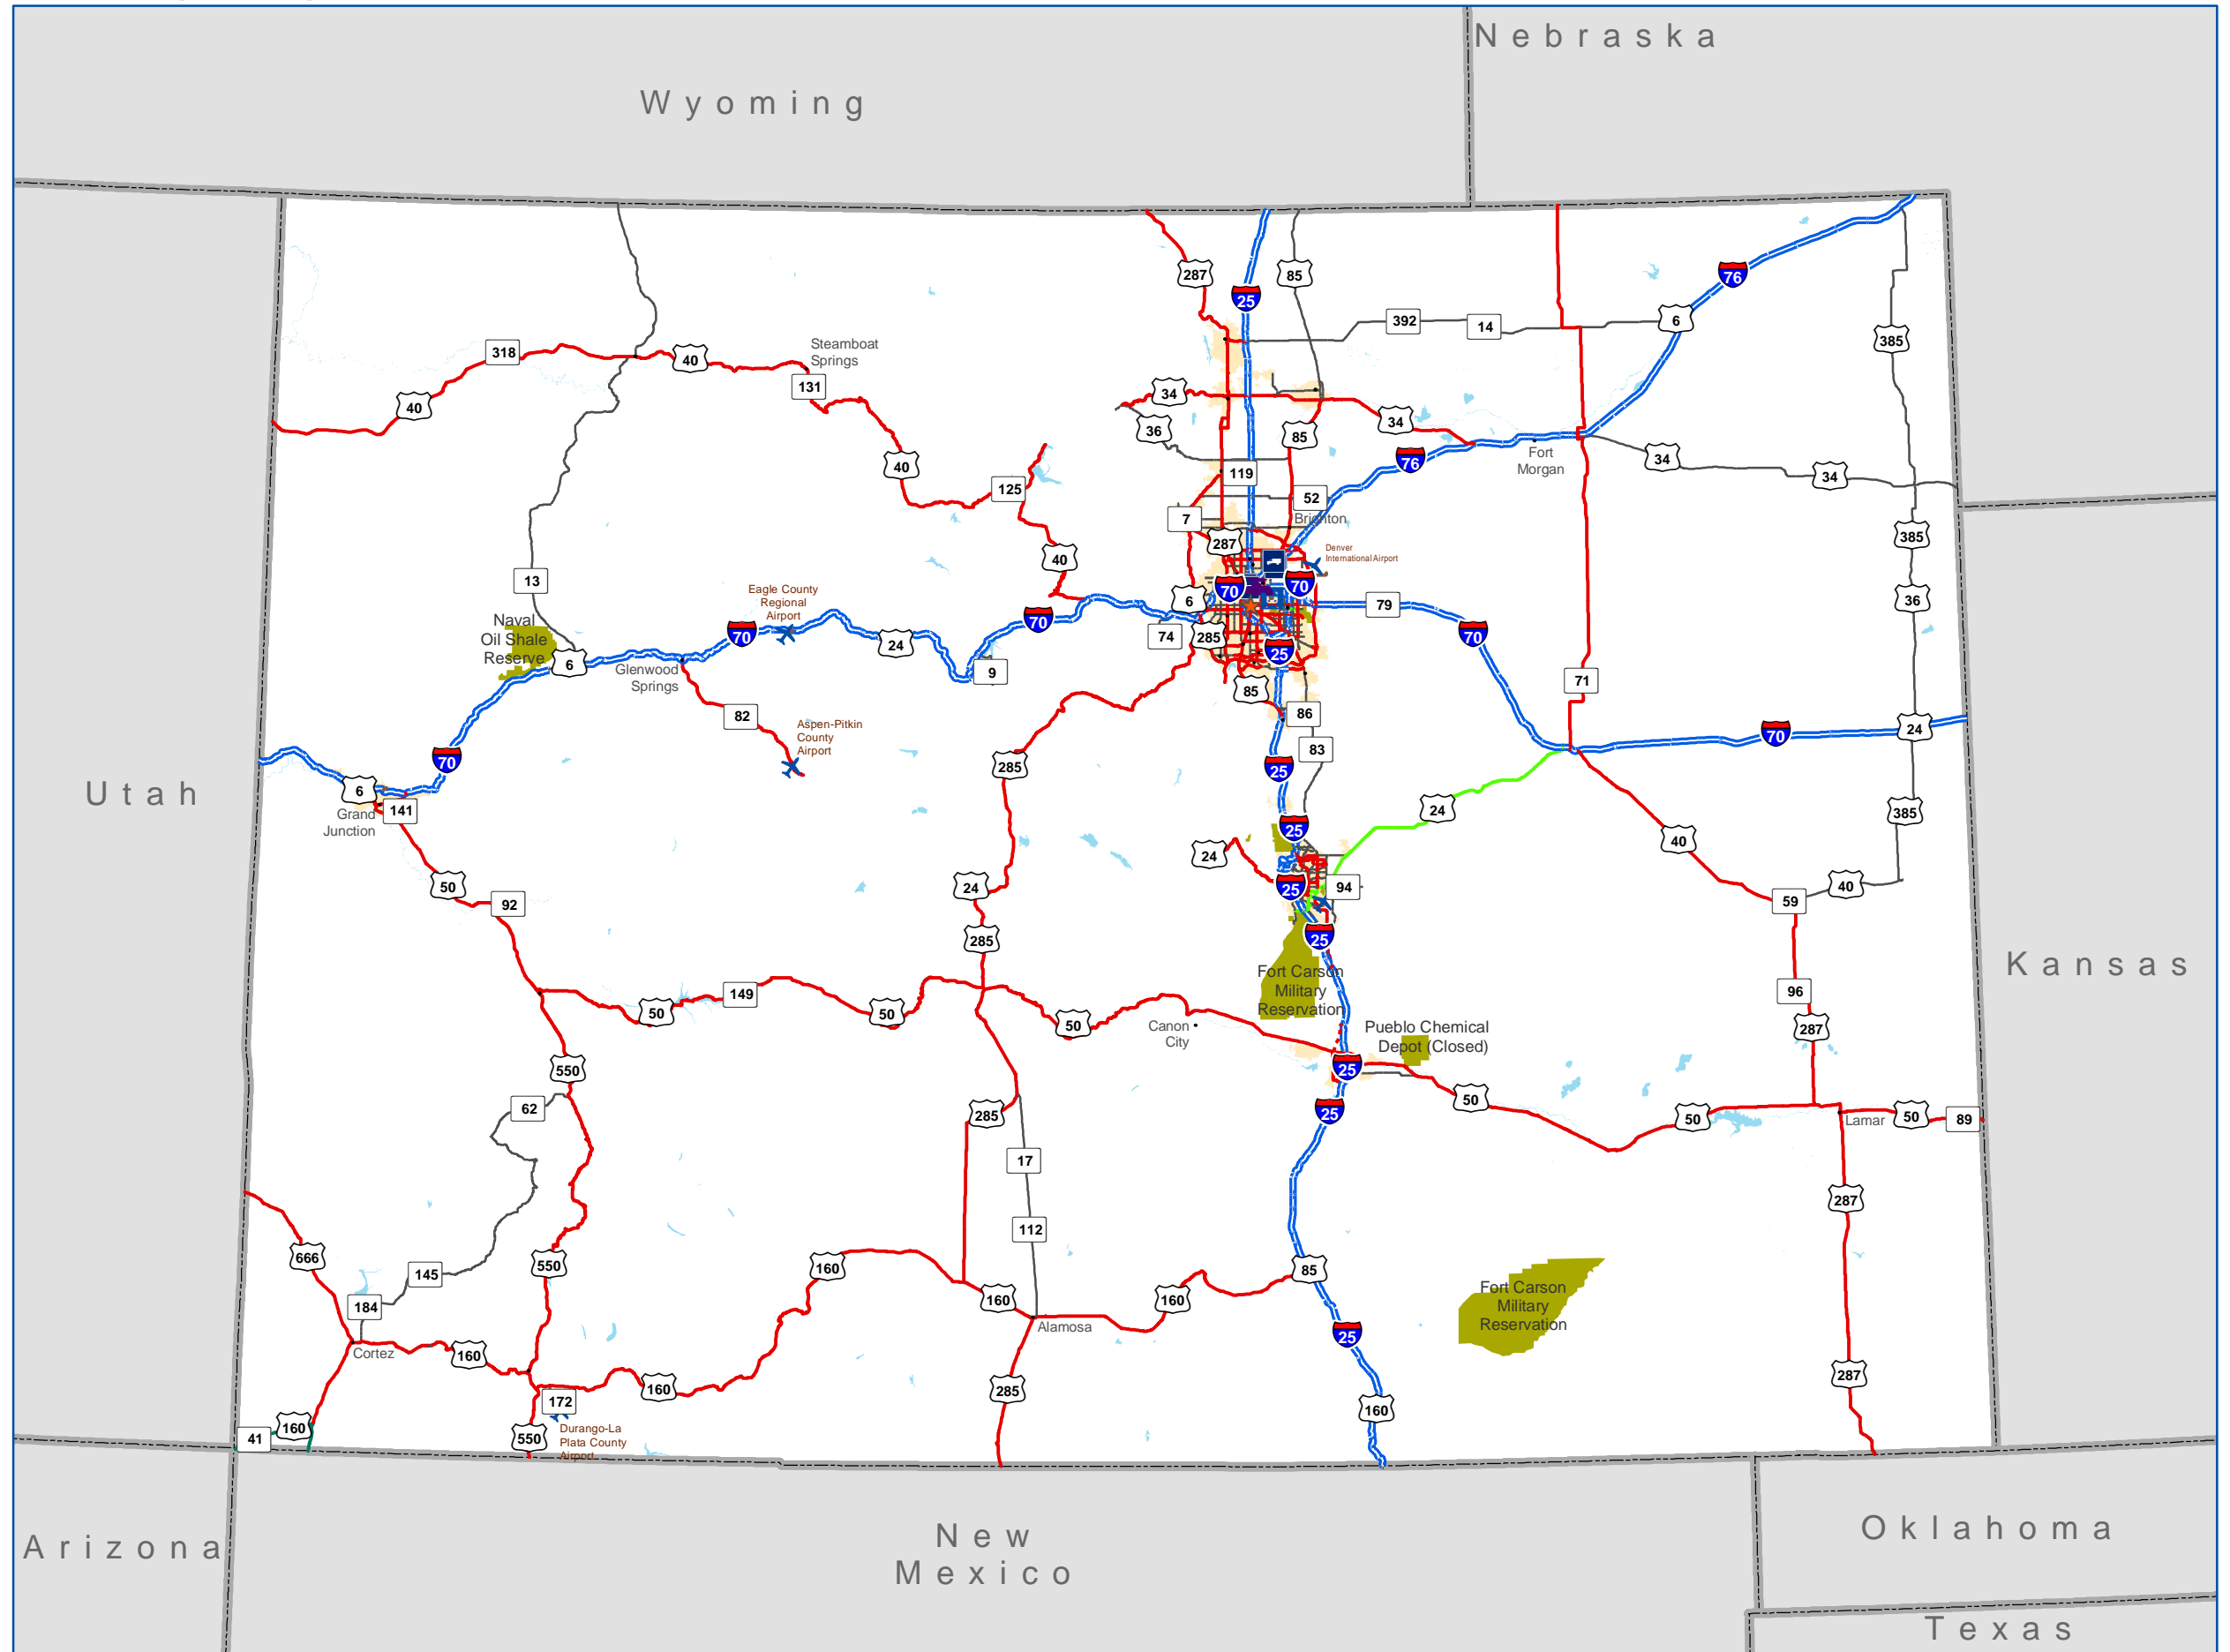 Nebraska
Wyoming
287
25
85
76
6
392
14
385
318
40
Steamboat
Springs
131
40
34
36
34
85
76
Fort
Morgan
34
34
40
125
119
52
7
Brighton
287
385
Denver
International Airport
40
13
70
70
6
79
36
Eagle County
Regional
Airport
Naval
Oil Shale
Reserve
6
70
24
70
74
285
25
70
9
Glenwood
Springs
82
85
86
71
Aspen-Pitkin
County
Airport
83
70
24
285
25
70
Utah
6
141
Grand
Junction
24
385
25
40
24
50
92
24
25
94
59
40
285
25
Kansas
Fort Carson
Military
Reservation
149
50
50
50
96
Canon
City
Pueblo Chemical
Depot (Closed)
287
25
550
62
285
25
50
50
Lamar
50
89
17
287
112
666
145
550
160
85
184
160
160
Fort Carson
Military
Reservation
Alamosa
25
Cortez
160
160
285
287
172
160
41
160
550
Durango-La
Plata County
Airport
Arizona
New
Mexico
Oklahoma
Texas